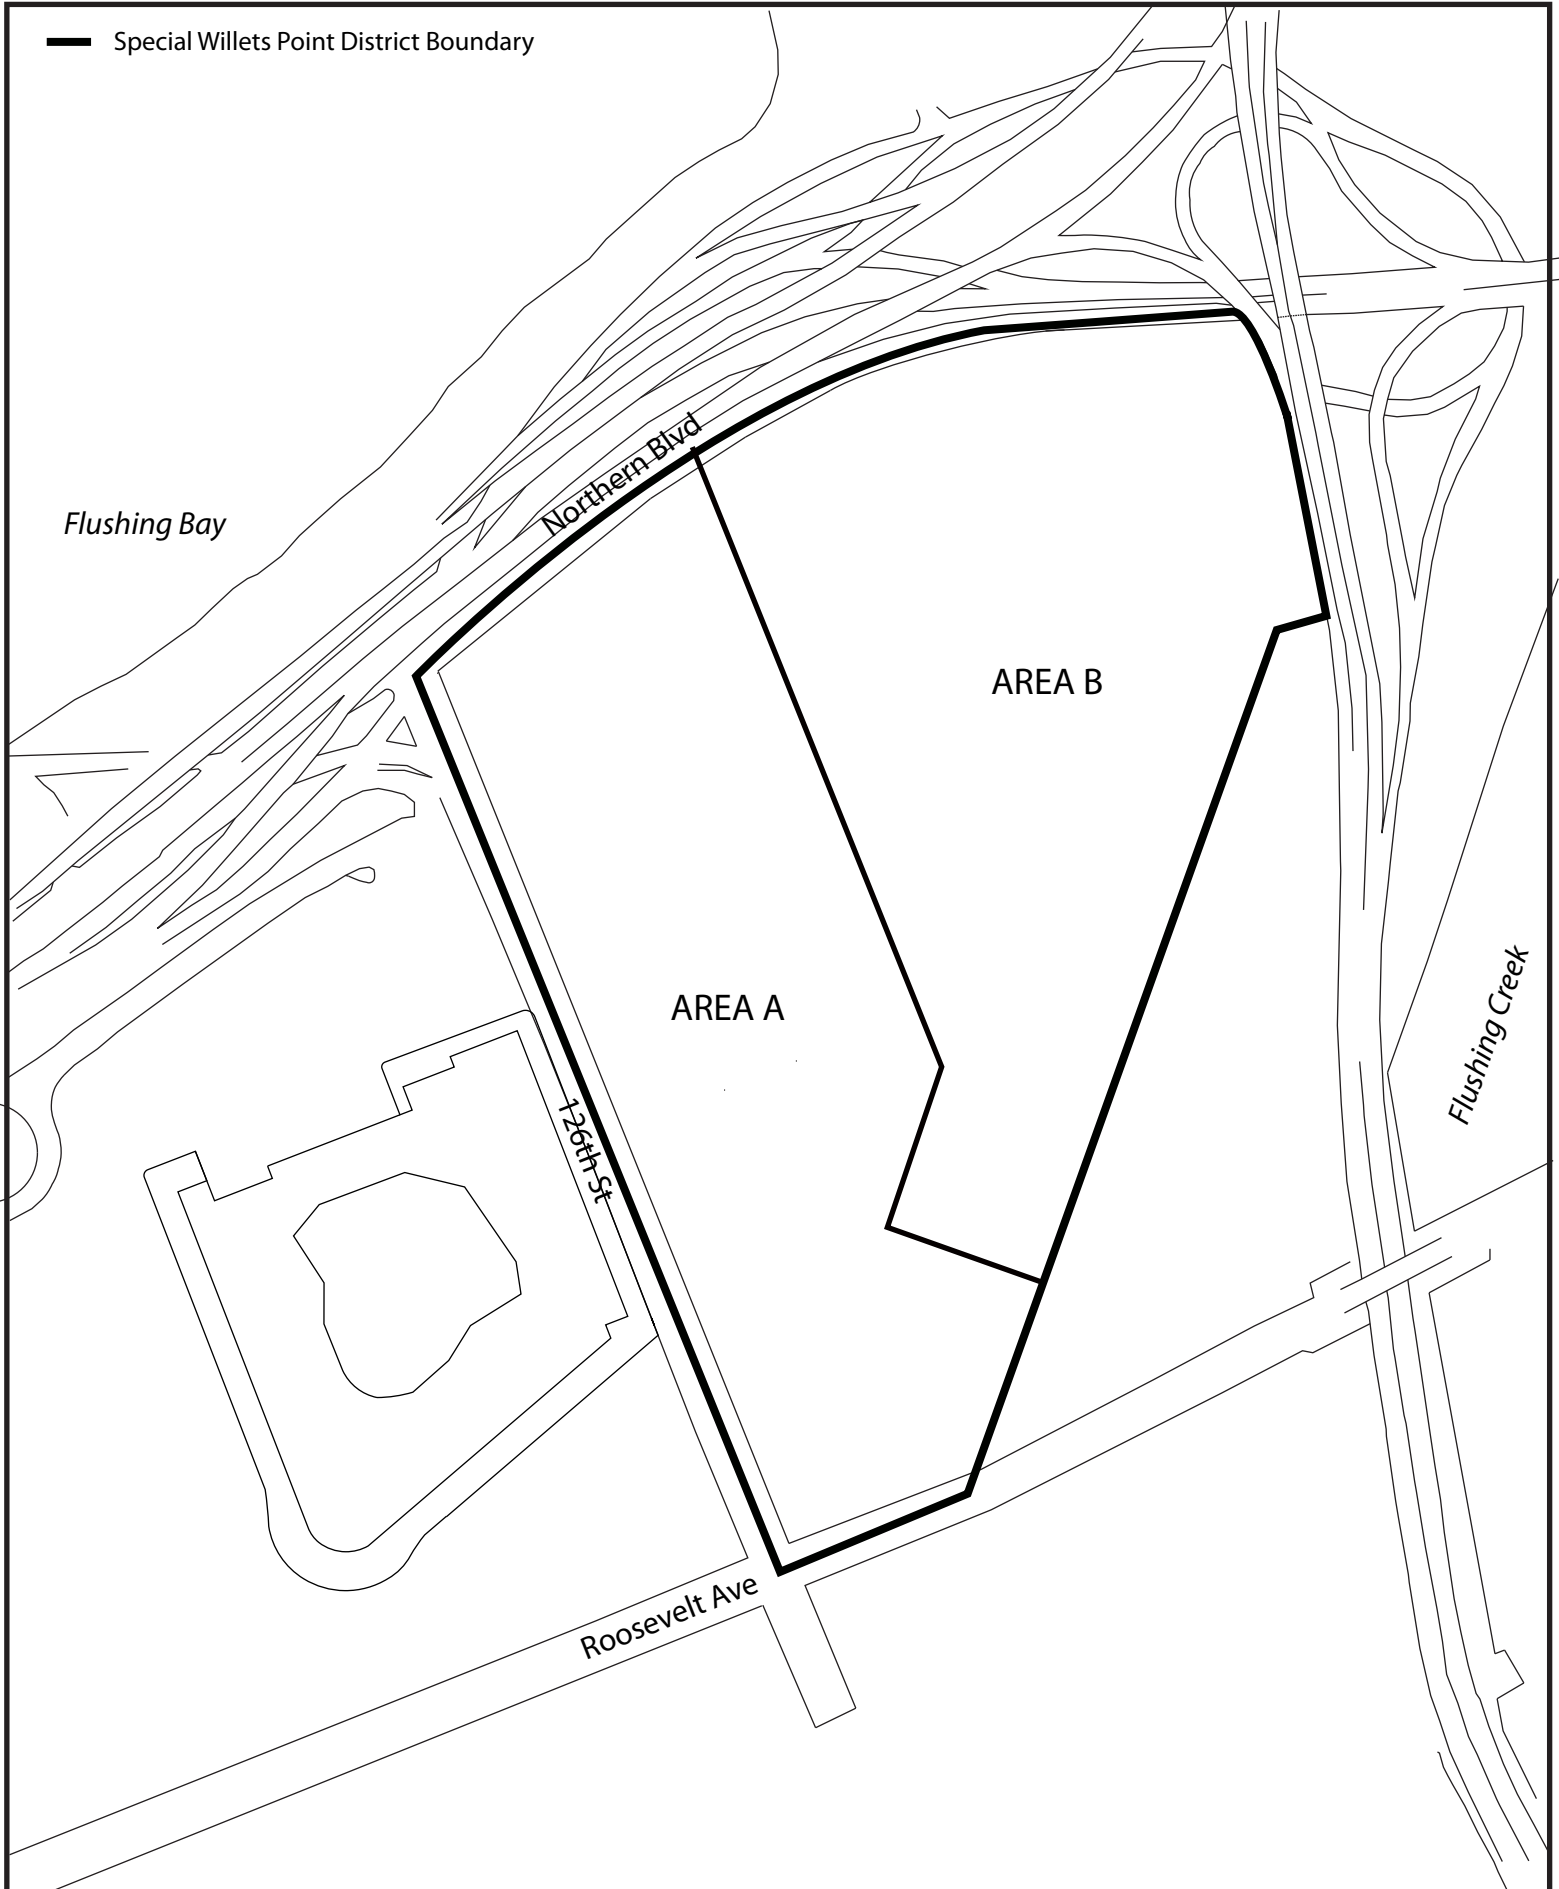 Special Willets Point District Boundary
Northern Blvd
Flushing Bay
AREA B
AREA A
Flushing Creek
126th St
Roosevelt Ave